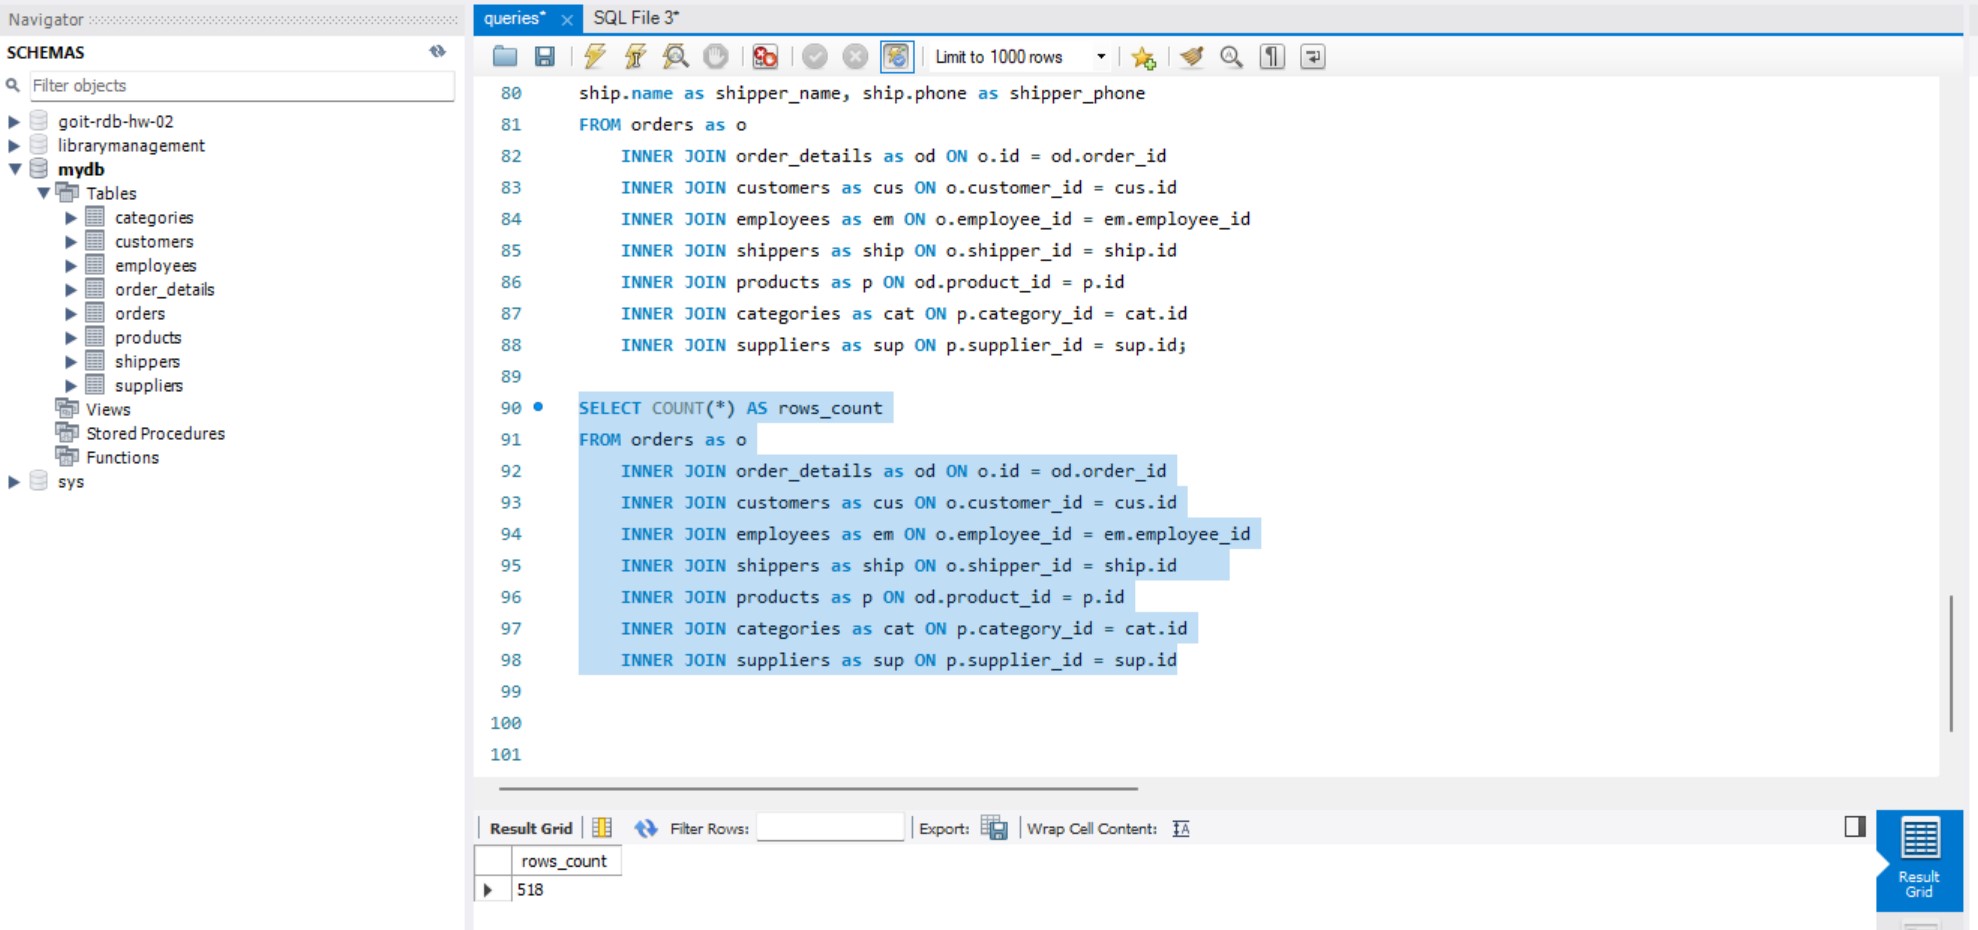 Navigator
SCHEMAS
Filter objects
goit-rdb-hw-02
librarymanagement
mydb
Tables
categories
customers
employees
order_details
orders
products
shippers
suppliers
Views
Stored Procedures
Functions
sys
queries*
SQL File 3*
Limit to 1000 rows
80 ship.name as shipper_name, ship.phone as shipper_phone
81 FROM orders as o
82 INNER JOIN order_details as od ON o.id = od.order_id
83 INNER JOIN customers as cus ON o.customer_id = cus.id
84 INNER JOIN employees as em ON o.employee_id = em.employee_id
85 INNER JOIN shippers as ship ON o.shipper_id = ship.id
86 INNER JOIN products as p ON od.product_id = p.id
87 INNER JOIN categories as cat ON p.category_id = cat.id
88 INNER JOIN suppliers as sup ON p.supplier_id = sup.id;
89
90 SELECT COUNT(*) AS rows_count
91 FROM orders as o
92 INNER JOIN order_details as od ON o.id = od.order_id
93 INNER JOIN customers as cus ON o.customer_id = cus.id
94 INNER JOIN employees as em ON o.employee_id = em.employee_id
95 INNER JOIN shippers as ship ON o.shipper_id = ship.id
96 INNER JOIN products as p ON od.product_id = p.id
97 INNER JOIN categories as cat ON p.category_id = cat.id
98 INNER JOIN suppliers as sup ON p.supplier_id = sup.id
99
100
101
Result Grid Filter Rows: Export: Wrap Cell Content:
rows_count
518
Result
Grid